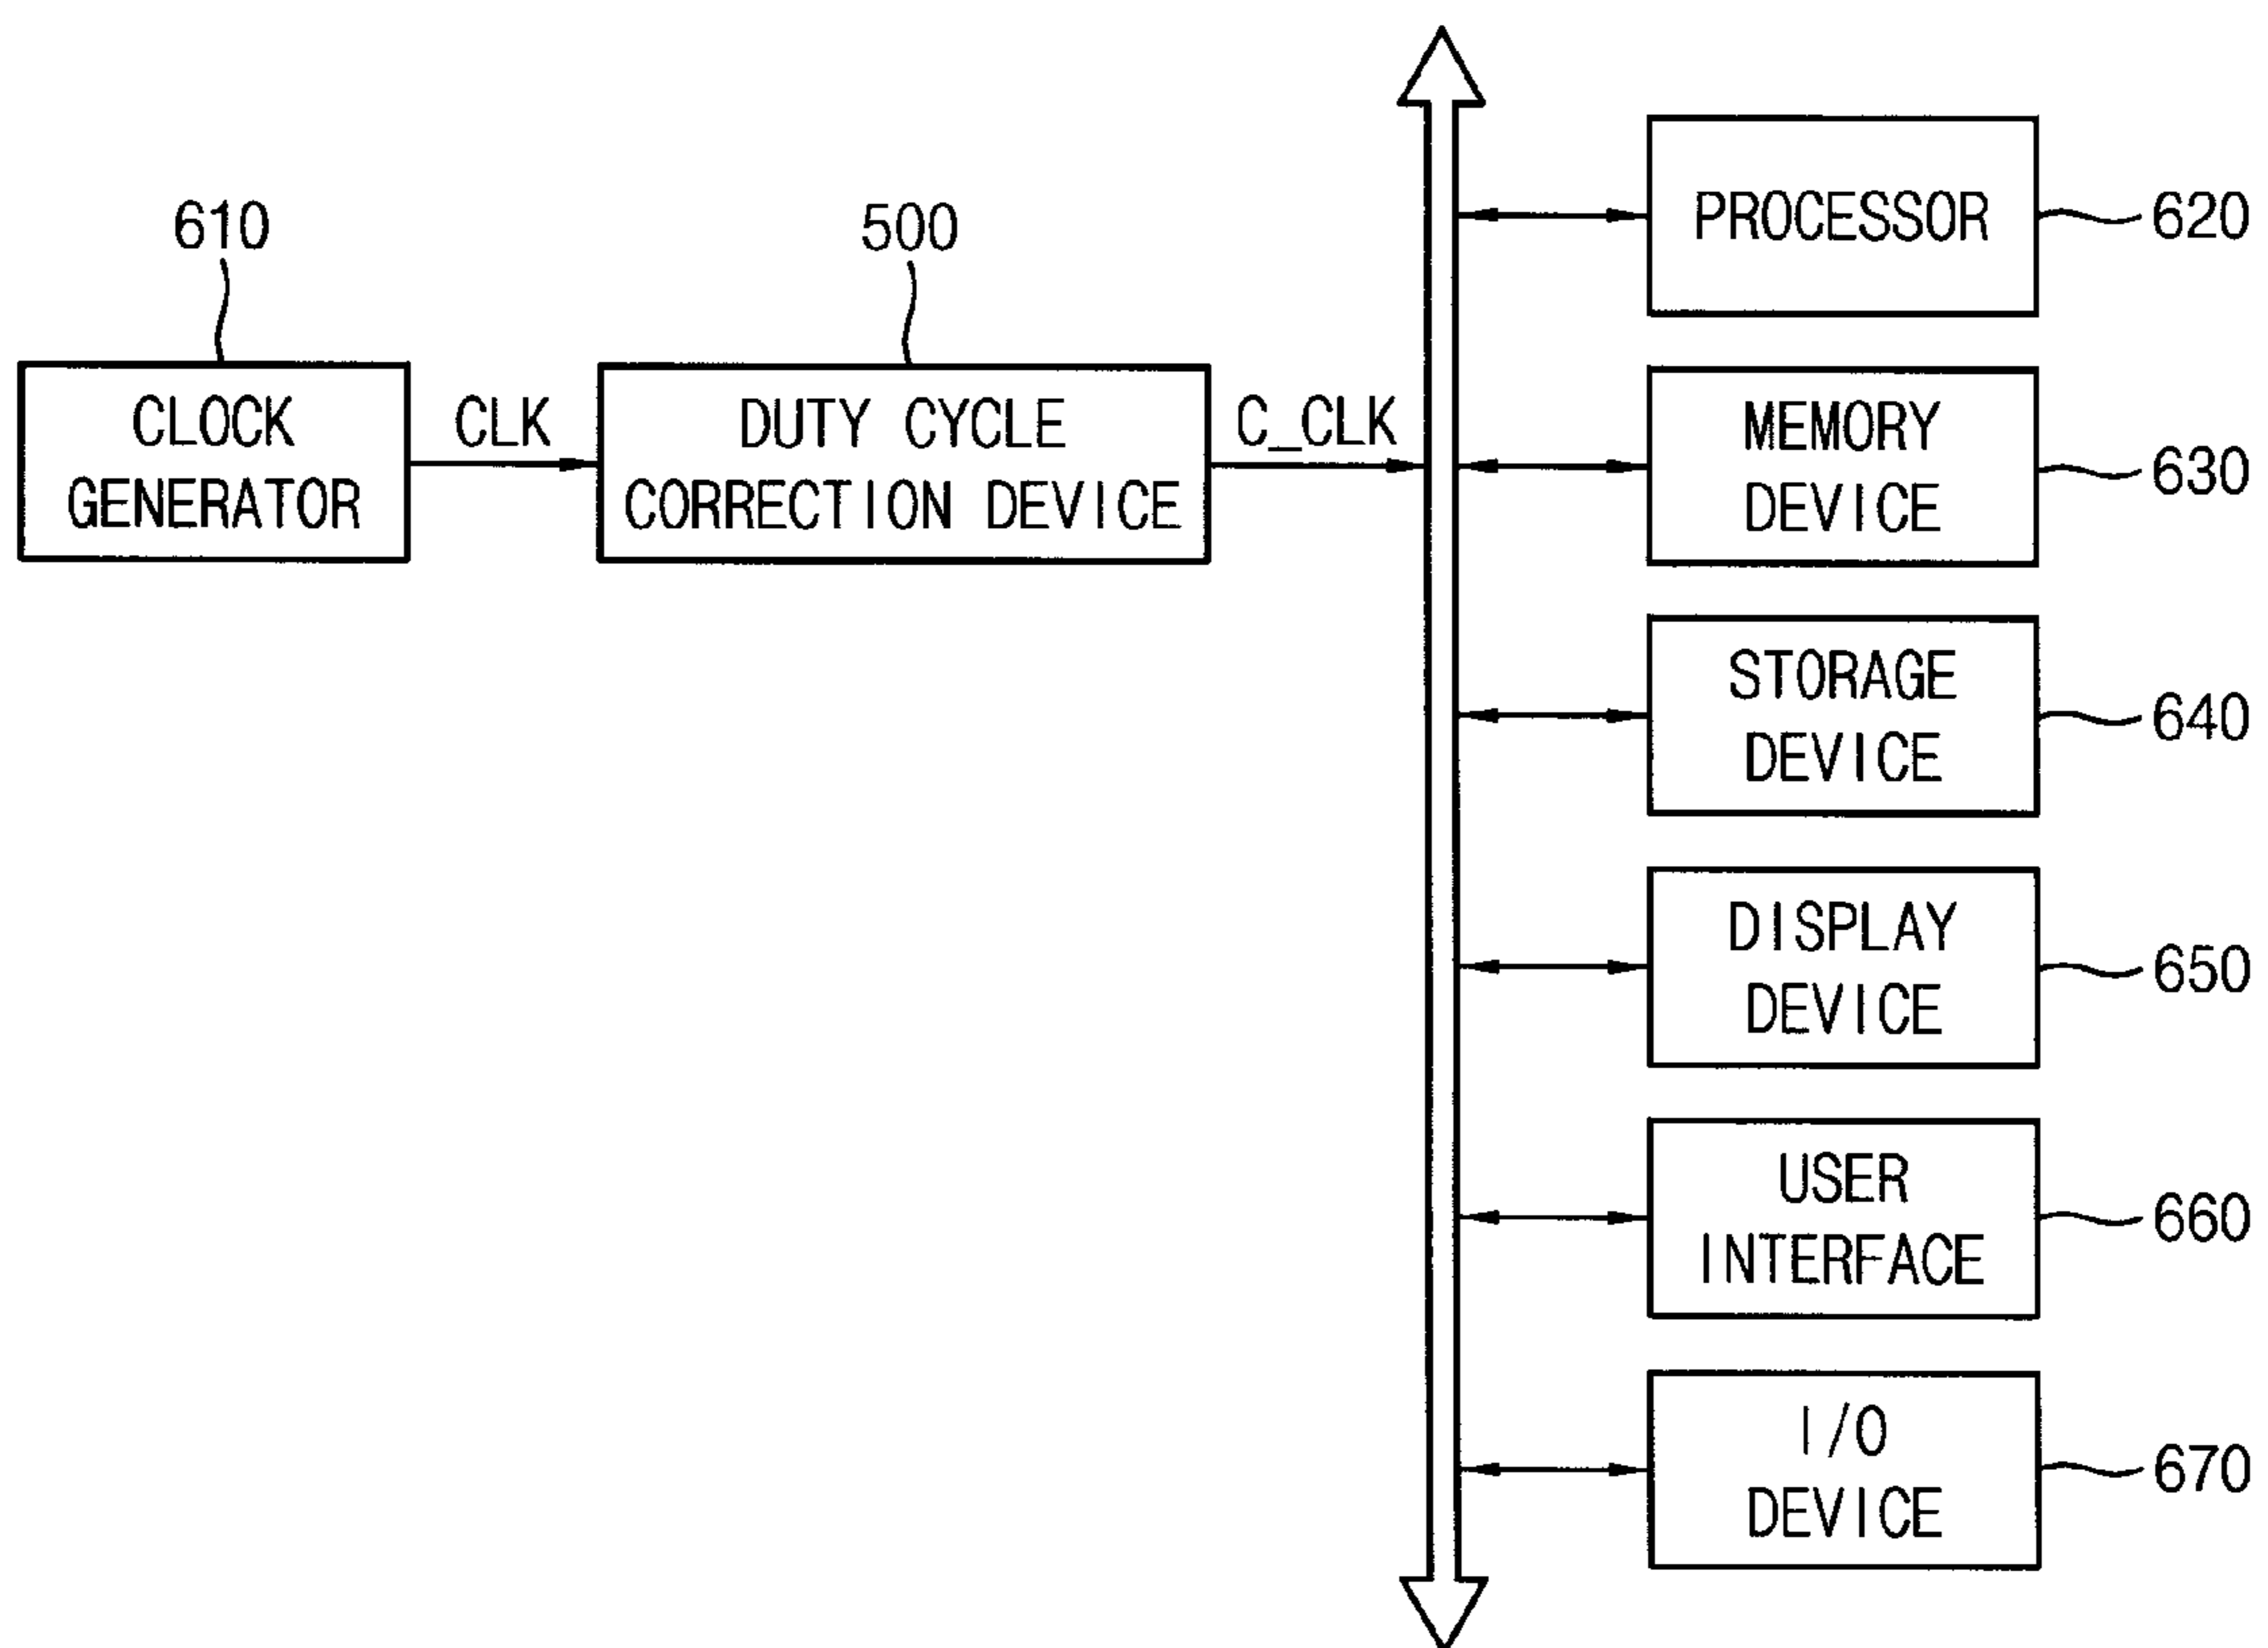 610
500
CLOCK
GENERATOR
CLK
DUTY CYCLE
CORRECTION DEVICE
C_CLK
PROCESSOR
620
MEMORY
DEVICE
630
STORAGE
DEVICE
640
DISPLAY
DEVICE
650
USER
INTERFACE
660
I/O
DEVICE
670